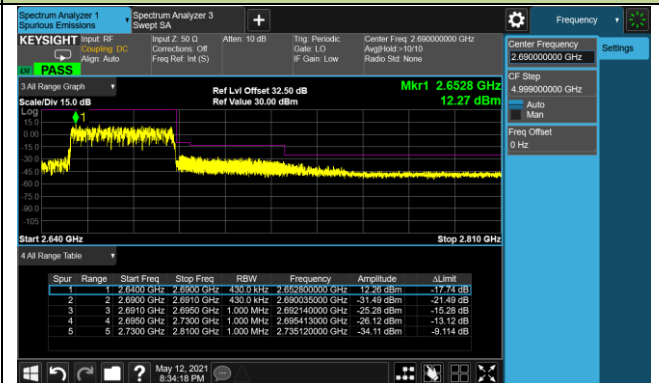 Spectrum Analyzer 1
Spurious Emissions
Spectrum Analyzer 3
Swept SA
Frequency
KEYSIGHT
Input: RF
Coupling: DC
Align: Auto
Input Z: 50 Ω
Corrections: Off
Freq Ref: Int (S)
Atten: 10 dB
Trig: Periodic
Gate: LO
IF Gain: Low
Center Freq: 2.690000000 GHz
Avg|Hold:>10/10
Radio Std: None
PASS
Center Frequency
2.690000000 GHz
Settings
CF Step
4.999000000 GHz
Auto
Man
Freq Offset
0 Hz
3 All Range Graph
Ref Lvl Offset 32.50 dB
Mkr1 2.6528 GHz
Scale/Div 15.0 dB
Ref Value 30.00 dBm
12.27 dBm
Log
15.0
0.00
-15.0
-30.0
-45.0
-60.0
-75.0
-90.0
-105
1
Start 2.640 GHz
Stop 2.810 GHz
4 All Range Table
Spur Range Start Freq Stop Freq RBW Frequency Amplitude ΔLimit
1 1 2.6400 GHz 2.6900 GHz 430.0 kHz 2.652800000 GHz 12.26 dBm -17.74 dB
2 2 2.6900 GHz 2.6910 GHz 430.0 kHz 2.690035000 GHz -31.49 dBm -21.49 dB
3 3 2.6910 GHz 2.6950 GHz 1.000 MHz 2.692140000 GHz -25.28 dBm -15.28 dB
4 4 2.6950 GHz 2.7300 GHz 1.000 MHz 2.695413000 GHz -26.12 dBm -13.12 dB
5 5 2.7300 GHz 2.8100 GHz 1.000 MHz 2.735120000 GHz -34.11 dBm -9.114 dB
May 12, 2021
8:34:18 PM